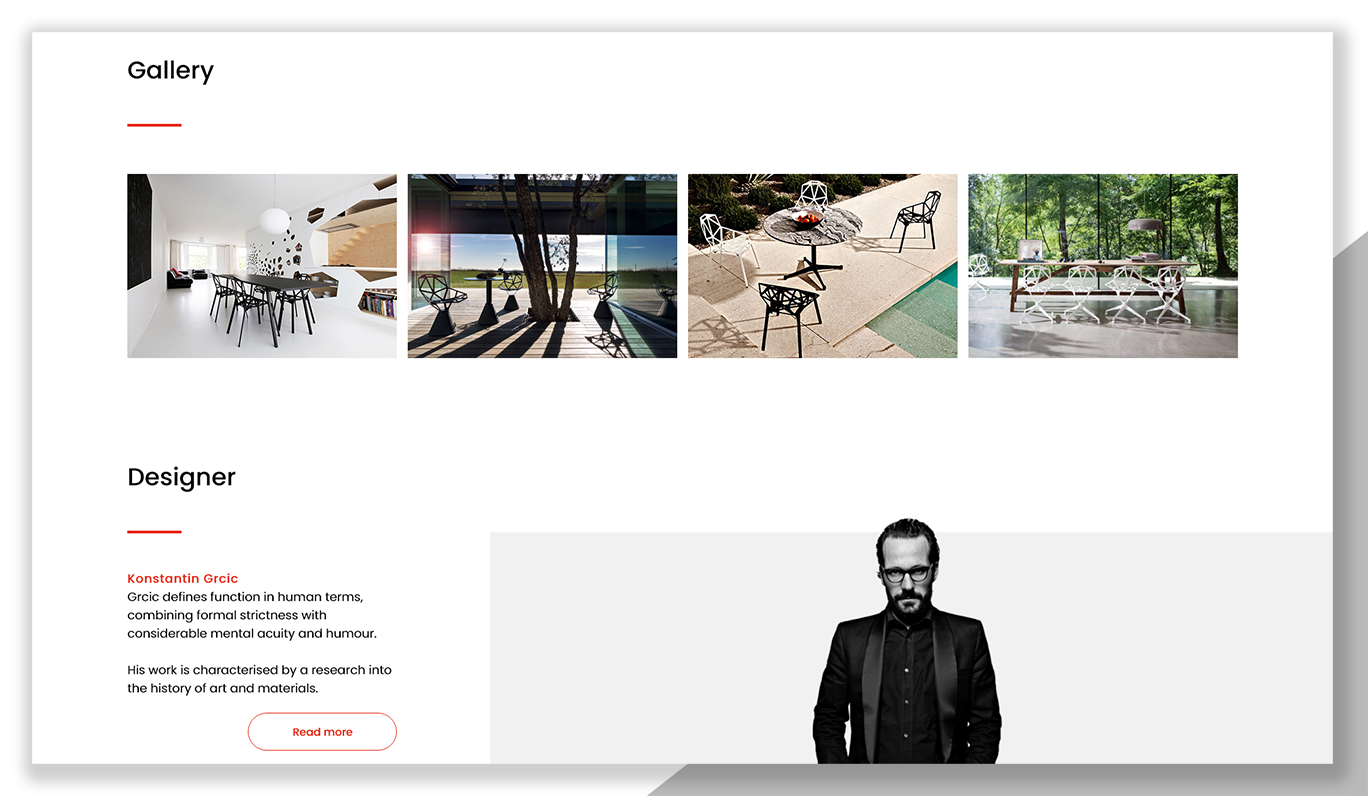 Gallery
Designer
Konstantin Grcic
Grcic defines function in human terms,
combining formal strictness with
considerable mental acuity and humour.
His work is characterised by a research into
the history of art and materials.
Read more